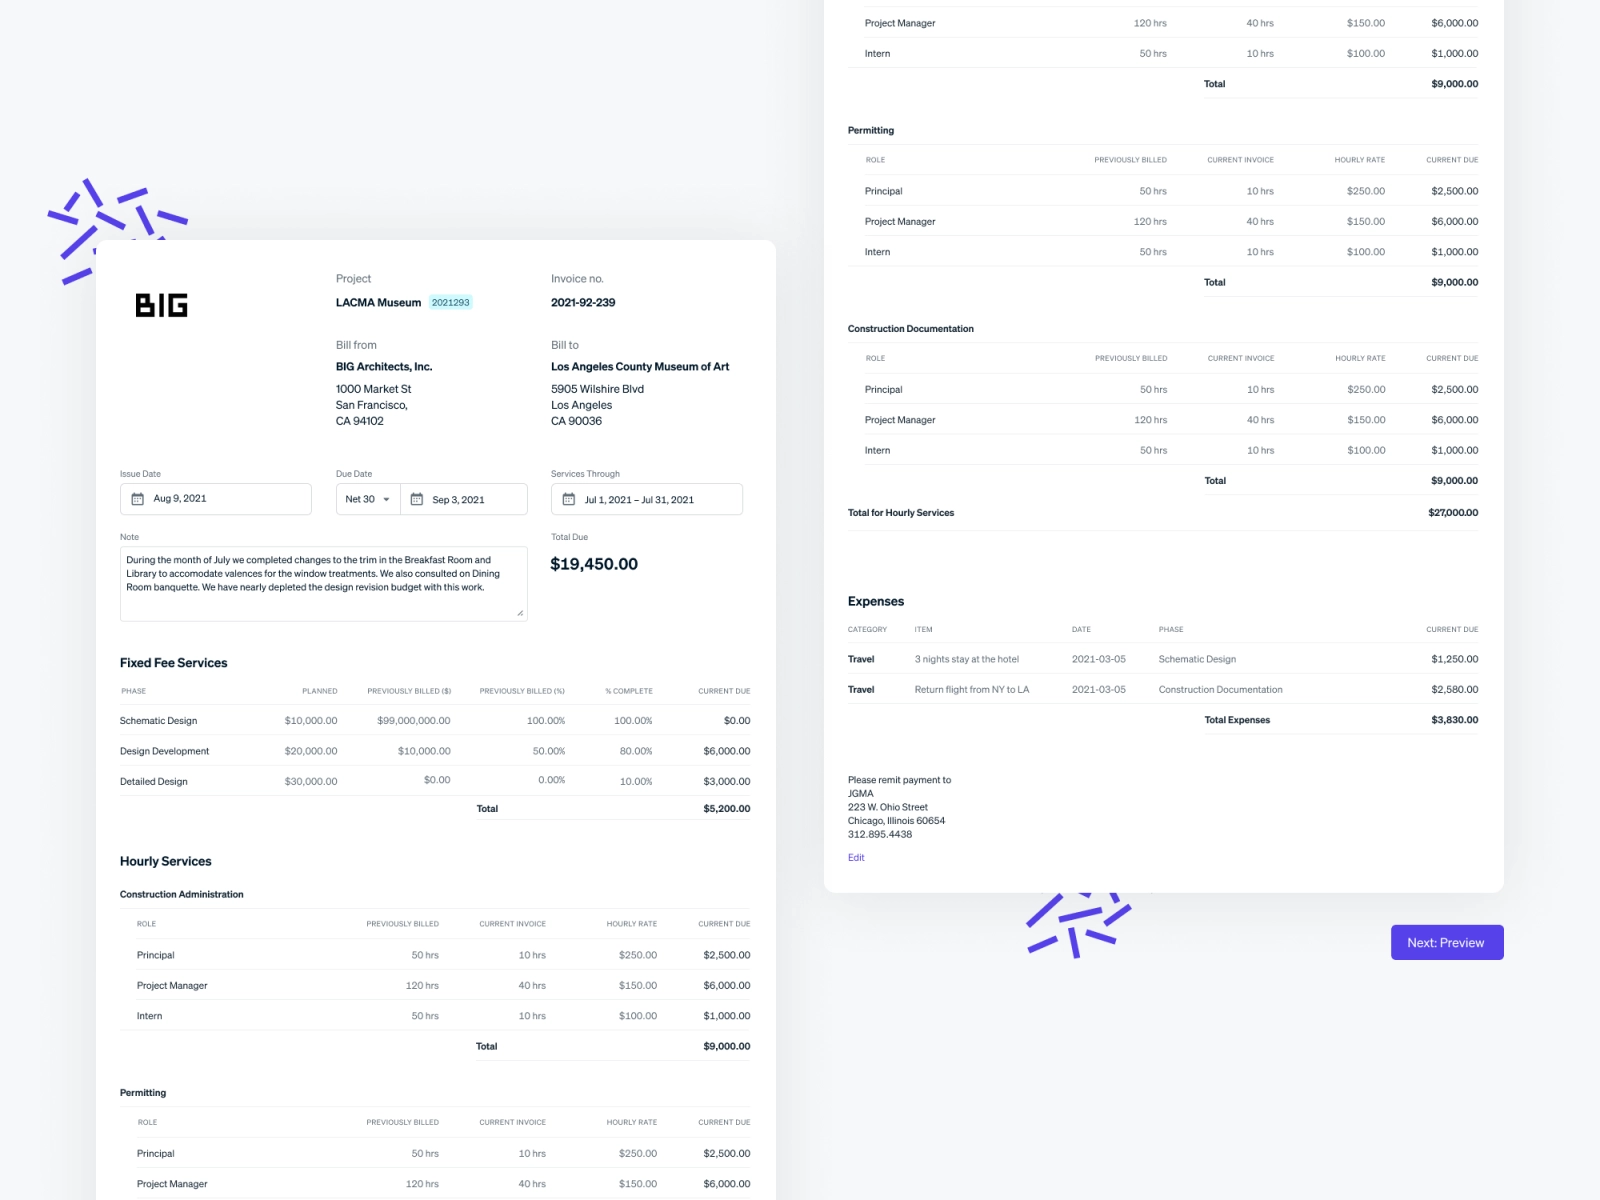 BIG
Project
LACMA Museum 2021293
Invoice no.
2021-92-239
Bill from
BIG Architects, Inc.
1000 Market St
San Francisco,
CA 94102
Bill to
Los Angeles County Museum of Art
5905 Wilshire Blvd
Los Angeles
CA 90036
Issue Date
Aug 9, 2021
Due Date
Net 30 Sep 3, 2021
Services Through
Jul 1, 2021 – Jul 31, 2021
Note
During the month of July we completed changes to the trim in the Breakfast Room and
Library to accomodate valences for the window treatments. We also consulted on Dining
Room banquette. We have nearly depleted the design revision budget with this work.
Total Due
$19,450.00
Fixed Fee Services
PHASE PLANNED PREVIOUSLY BILLED ($) PREVIOUSLY BILLED (%) % COMPLETE CURRENT DUE
Schematic Design $10,000.00 $99,000,000.00 100.00% 100.00% $0.00
Design Development $20,000.00 $10,000.00 50.00% 80.00% $6,000.00
Detailed Design $30,000.00 $0.00 0.00% 10.00% $3,000.00
Total $5,200.00
Hourly Services
Construction Administration
ROLE PREVIOUSLY BILLED CURRENT INVOICE HOURLY RATE CURRENT DUE
Principal 50 hrs 10 hrs $250.00 $2,500.00
Project Manager 120 hrs 40 hrs $150.00 $6,000.00
Intern 50 hrs 10 hrs $100.00 $1,000.00
Total $9,000.00
Permitting
ROLE PREVIOUSLY BILLED CURRENT INVOICE HOURLY RATE CURRENT DUE
Principal 50 hrs 10 hrs $250.00 $2,500.00
Project Manager 120 hrs 40 hrs $150.00 $6,000.00
Project Manager 120 hrs 40 hrs $150.00 $6,000.00
Intern 50 hrs 10 hrs $100.00 $1,000.00
Total $9,000.00
Permitting
ROLE PREVIOUSLY BILLED CURRENT INVOICE HOURLY RATE CURRENT DUE
Principal 50 hrs 10 hrs $250.00 $2,500.00
Project Manager 120 hrs 40 hrs $150.00 $6,000.00
Intern 50 hrs 10 hrs $100.00 $1,000.00
Total $9,000.00
Construction Documentation
ROLE PREVIOUSLY BILLED CURRENT INVOICE HOURLY RATE CURRENT DUE
Principal 50 hrs 10 hrs $250.00 $2,500.00
Project Manager 120 hrs 40 hrs $150.00 $6,000.00
Intern 50 hrs 10 hrs $100.00 $1,000.00
Total $9,000.00
Total for Hourly Services $27,000.00
Expenses
CATEGORY ITEM DATE PHASE CURRENT DUE
Travel 3 nights stay at the hotel 2021-03-05 Schematic Design $1,250.00
Travel Return flight from NY to LA 2021-03-05 Construction Documentation $2,580.00
Total Expenses $3,830.00
Please remit payment to
JGMA
223 W. Ohio Street
Chicago, Illinois 60654
312.895.4438
Edit
Next: Preview